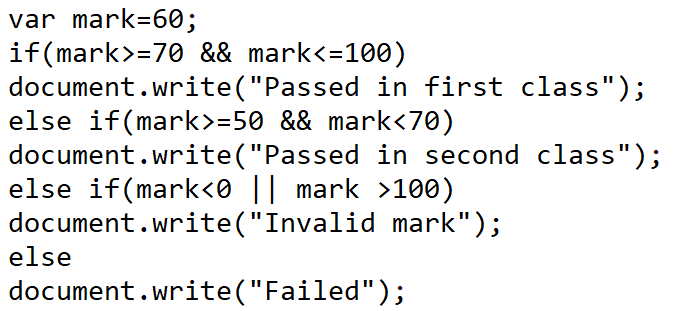 var mark=60;
if(mark>=70 && mark<=100)
document.write("Passed in first class");
else if(mark>=50 && mark<70)
document.write("Passed in second class");
else if(mark<0 || mark >100)
document.write("Invalid mark");
else
document.write("Failed");